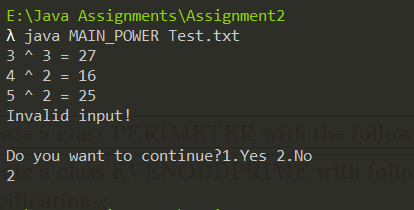 E:\Java Assignments\Assignment2
λ java MAIN_POWER Test.txt
3 ^ 3 = 27
4 ^ 2 = 16
5 ^ 2 = 25
Invalid input!
ate a class PERIMETER with the follow
Do you want to continue?1.Yes 2.No
ate a class EVENODDPRIME with follo
2
cifications: